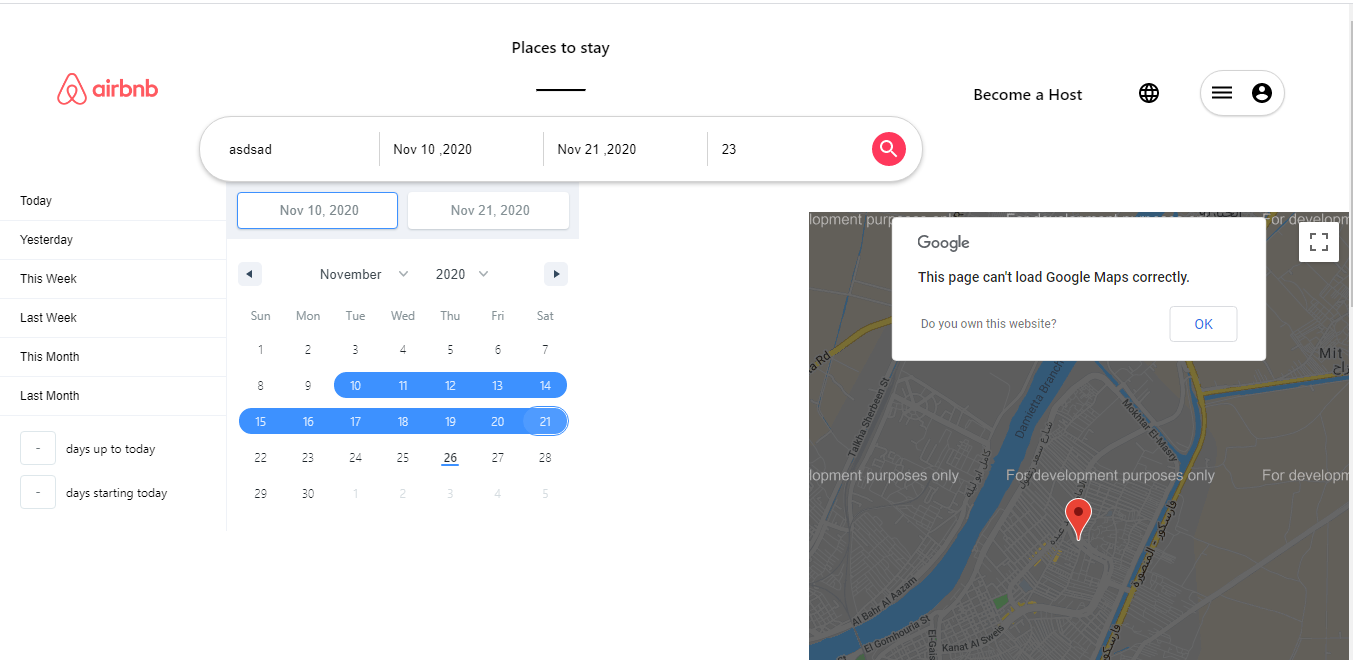 Places to stay
airbnb
Become a Host
asdsad
Nov 10 ,2020
Nov 21 ,2020
23
Today
Yesterday
This Week
Last Week
This Month
Last Month
- days up to today
- days starting today
Nov 10, 2020
Nov 21, 2020
November
2020
Sun Mon Tue Wed Thu Fri Sat
1 2 3 4 5 6 7
8 9 10 11 12 13 14
15 16 17 18 19 20 21
22 23 24 25 26 27 28
29 30 1 2 3 4 5
Google
This page can't load Google Maps correctly.
Do you own this website?
OK
Mit
Talkha Sherbeen St
Damietta Branch
Mokhtar El-Masry
lopment purposes only
For development purposes only
For developm
Al Bahr Al Aazam
El Gomhouria St
Kanat Al Sweis